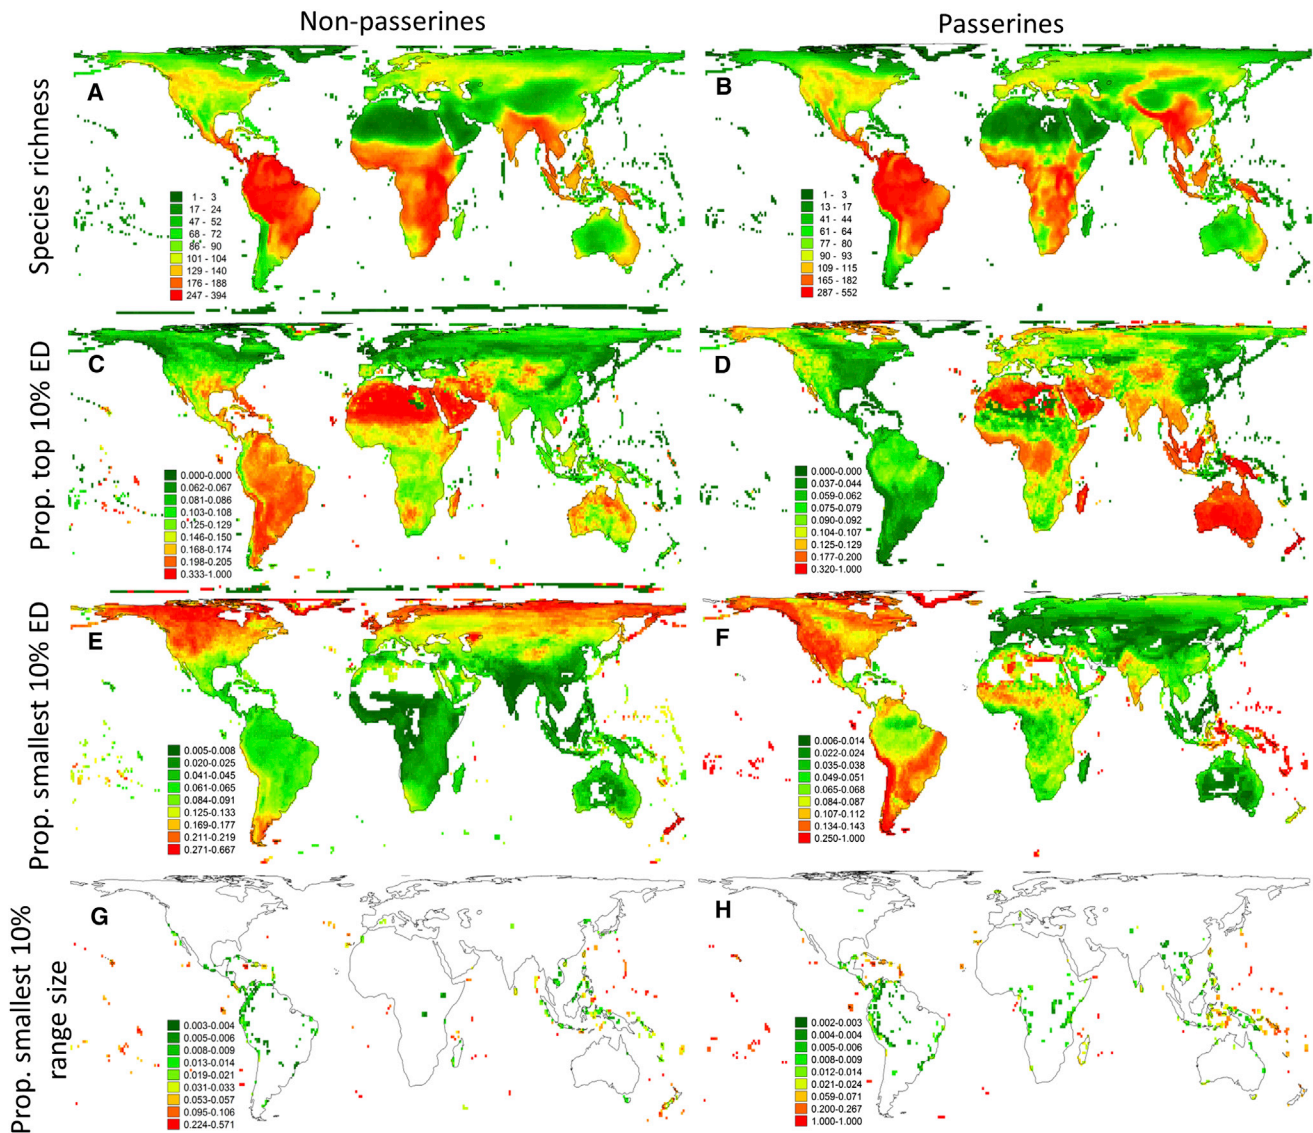 Non-passerines
Passerines
Species richness
A
1 - 3
17 - 24
47 - 52
68 - 72
86 - 90
101 - 104
129 - 140
176 - 188
247 - 394
B
1 - 3
13 - 17
41 - 44
61 - 64
77 - 80
90 - 93
109 - 115
165 - 182
287 - 552
Prop. top 10% ED
C
0.000-0.000
0.062-0.067
0.081-0.086
0.103-0.108
0.125-0.129
0.146-0.150
0.168-0.174
0.198-0.205
0.333-1.000
D
0.000-0.000
0.037-0.044
0.059-0.062
0.075-0.079
0.090-0.092
0.104-0.107
0.125-0.129
0.177-0.200
0.320-1.000
Prop. smallest 10% ED
E
0.005-0.008
0.020-0.025
0.041-0.045
0.061-0.065
0.084-0.091
0.125-0.133
0.169-0.177
0.211-0.219
0.271-0.667
F
0.006-0.014
0.022-0.024
0.035-0.038
0.049-0.051
0.065-0.068
0.084-0.087
0.107-0.112
0.134-0.143
0.250-1.000
Prop. smallest 10%
range size
G
0.003-0.004
0.005-0.006
0.008-0.009
0.013-0.014
0.019-0.021
0.031-0.033
0.053-0.057
0.095-0.106
0.224-0.571
H
0.002-0.003
0.004-0.004
0.005-0.006
0.008-0.009
0.012-0.014
0.021-0.024
0.059-0.071
0.200-0.267
1.000-1.000